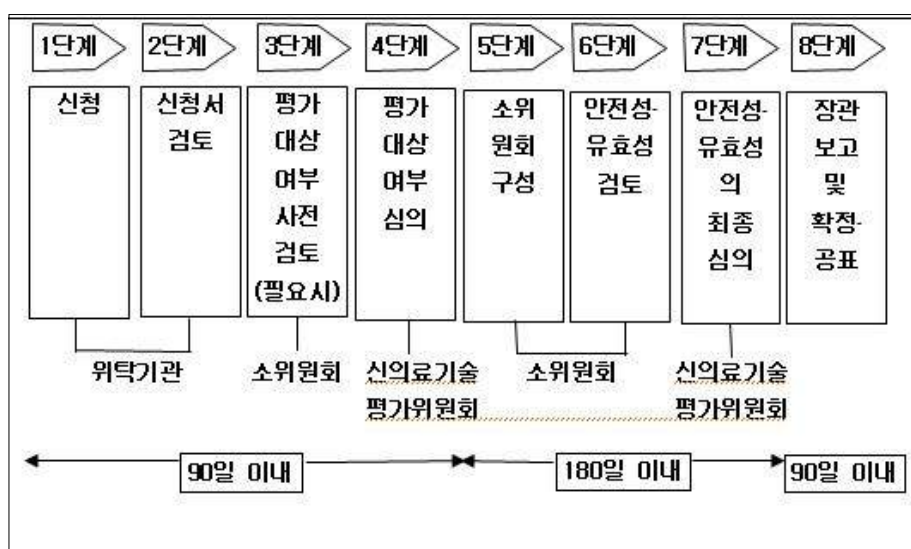 1단계
2단계
3단계
4단계
5단계
6단계
7단계
8단계
신청
신청서
검토
평가
대상
여부
사전
검토
(필요시)
평가
대상
여부
심의
소위
원회
구성
안전성·
유효성
검토
안전성·
유효성
의
최종
심의
장관
보고
및
확정·
공표
위탁기관
소위원회
신의료기술
평가위원회
소위원회
신의료기술
평가위원회
90일 이내
180일 이내
90일 이내